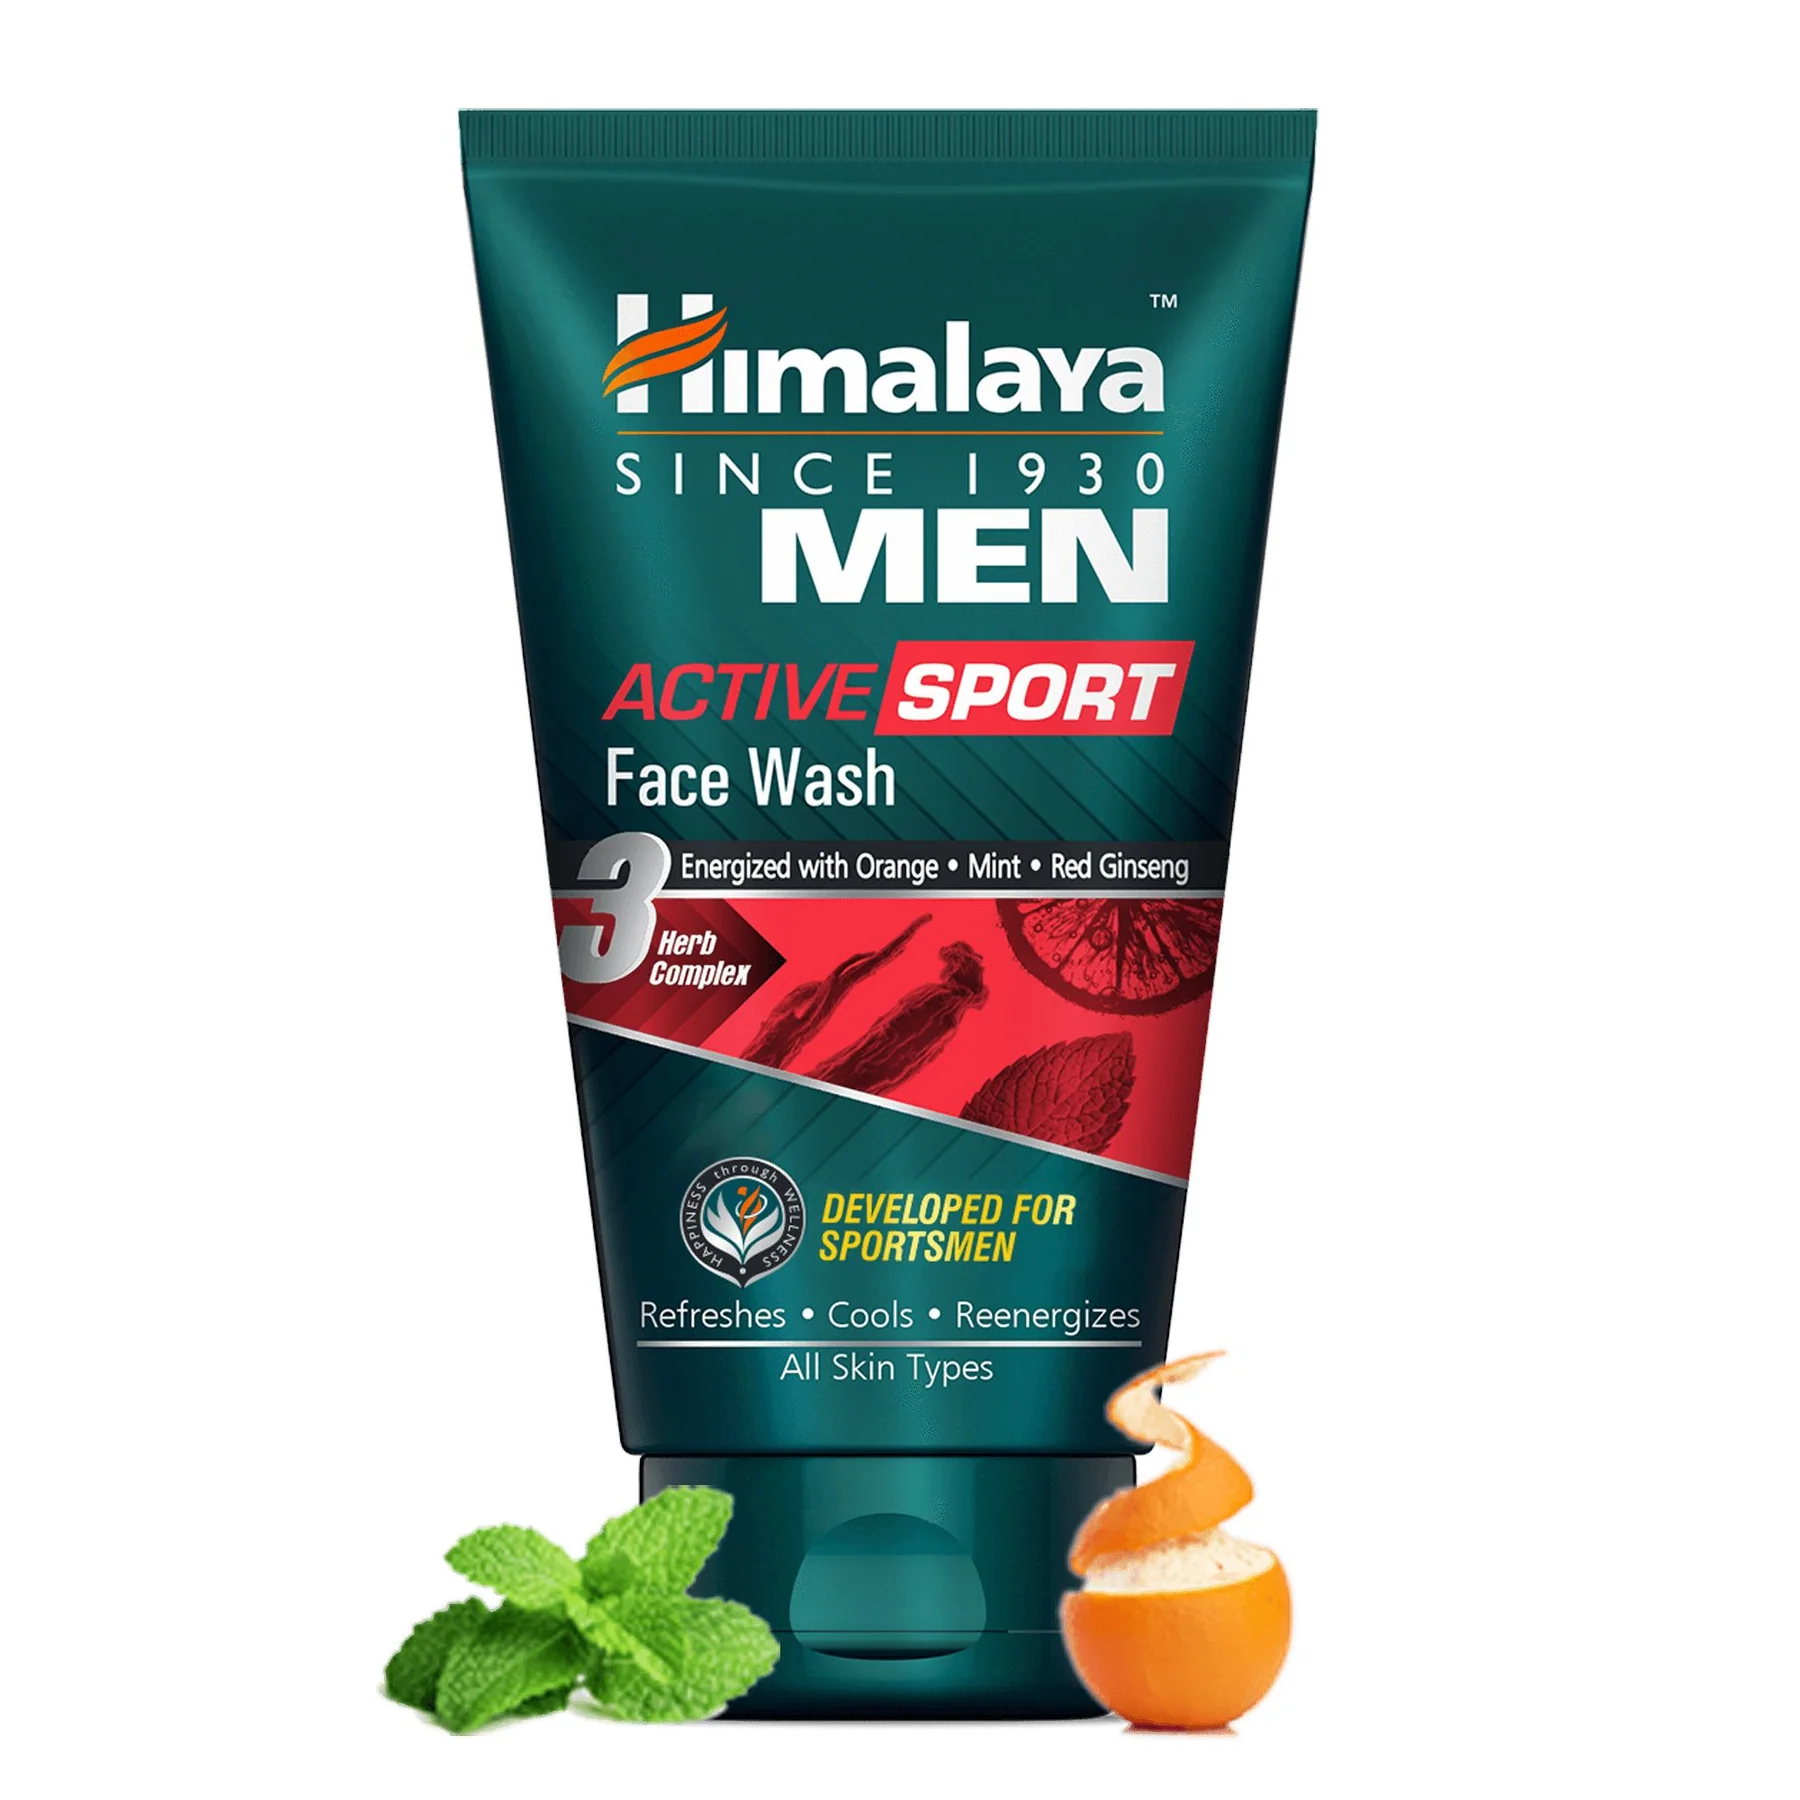 Himalaya™
SINCE 1930
MEN
ACTIVE SPORT
Face Wash
Energized with Orange • Mint • Red Ginseng
3 Herb
Complex
HAPPINESS through WELLNESS
DEVELOPED FOR
SPORTSMEN
Refreshes • Cools • Reenergizes
All Skin Types